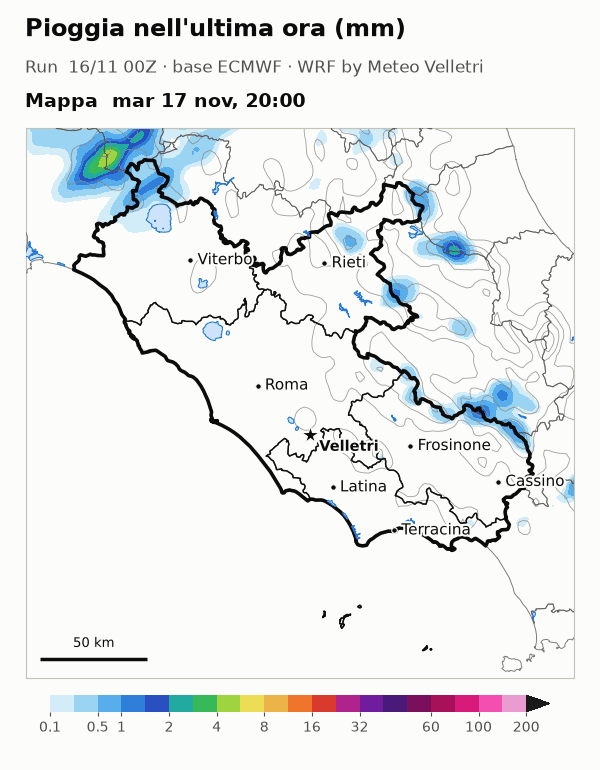 Pioggia nell'ultima ora (mm)
Run  16/11 00Z · base ECMWF · WRF by Meteo Velletri
Mappa  mar 17 nov, 20:00
Viterbo
Rieti
Roma
Velletri
Frosinone
Latina
Cassino
Terracina
50 km
0.1 0.5 1 2 4 8 16 32 60 100 200